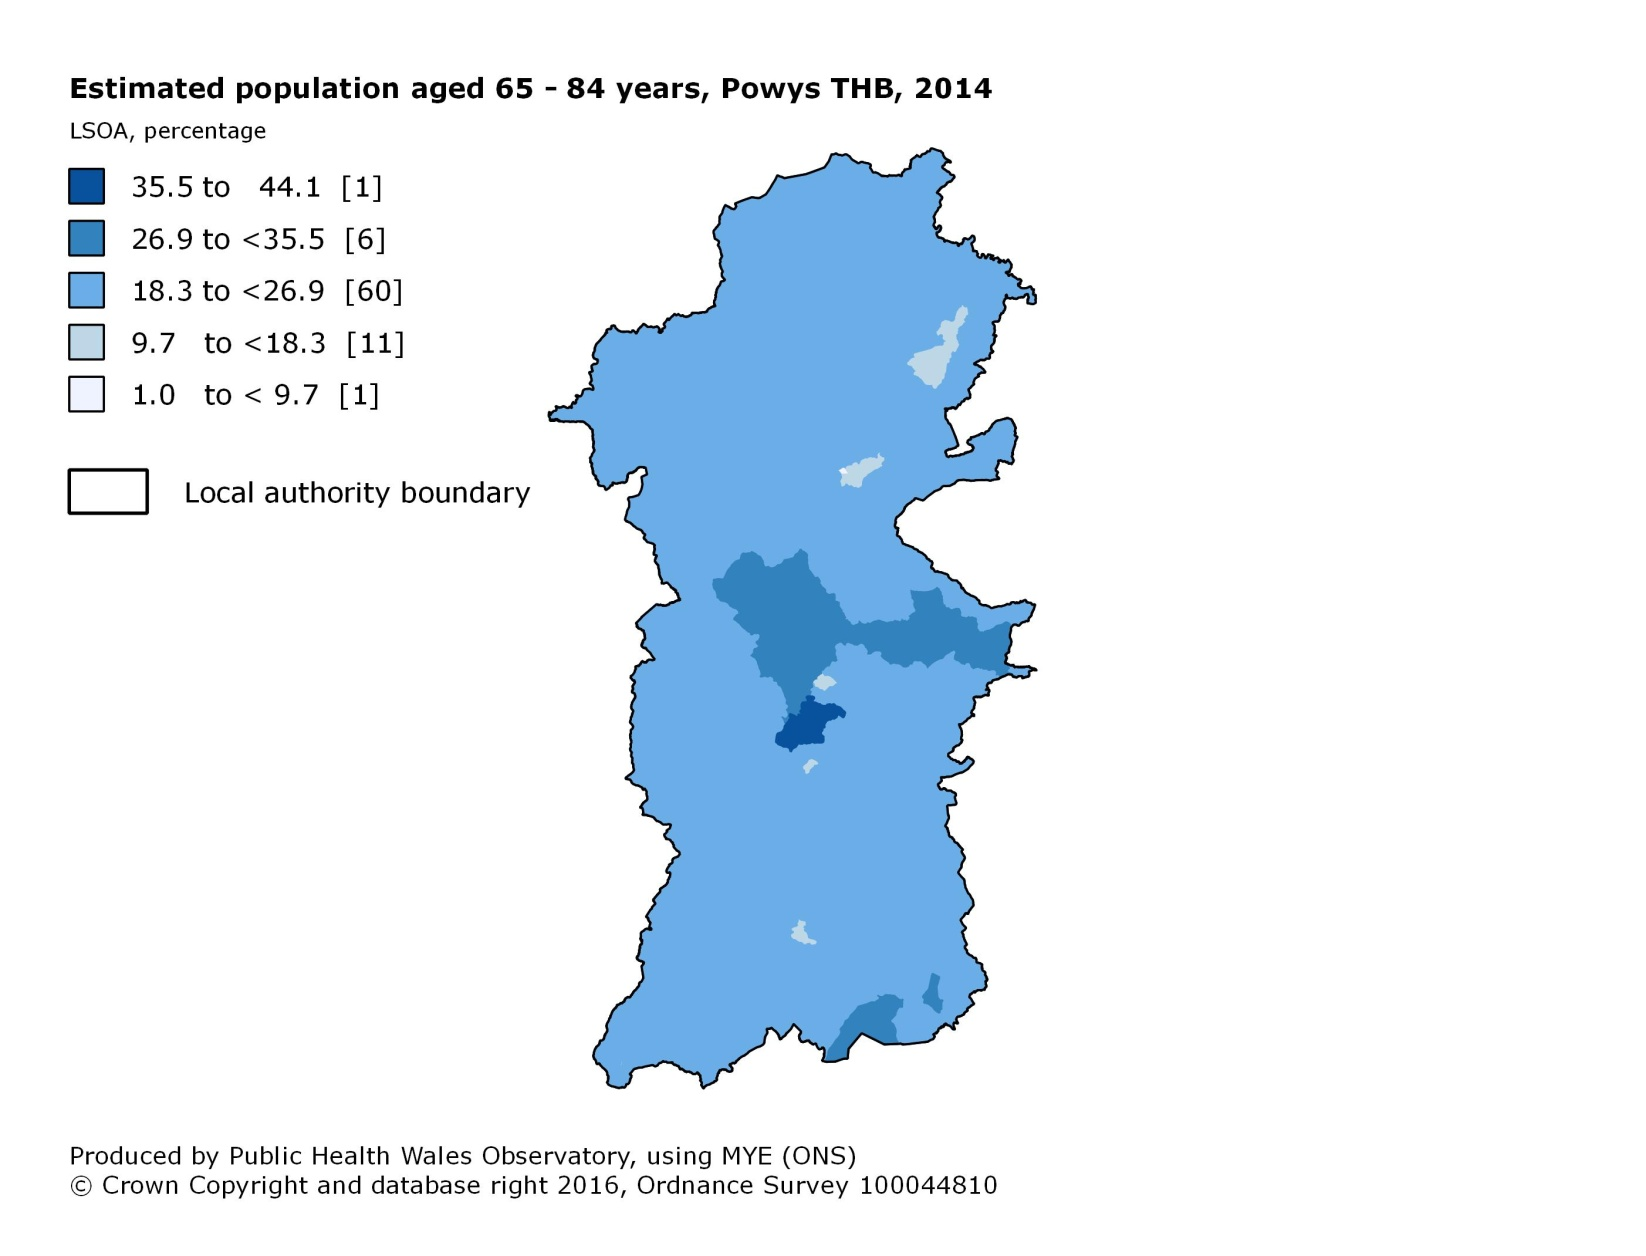 Estimated population aged 65 - 84 years, Powys THB, 2014
LSOA, percentage
35.5 to 44.1 [1]
26.9 to <35.5 [6]
18.3 to <26.9 [60]
9.7 to <18.3 [11]
1.0 to < 9.7 [1]
Local authority boundary
Produced by Public Health Wales Observatory, using MYE (ONS)
© Crown Copyright and database right 2016, Ordnance Survey 100044810